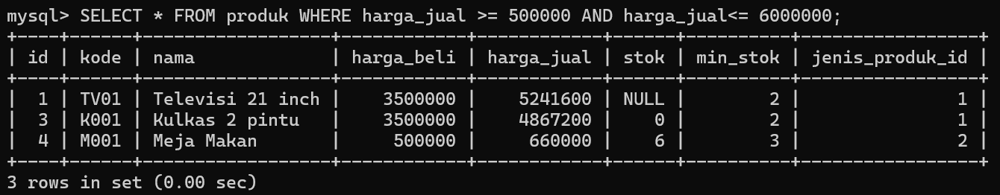 mysql> SELECT * FROM produk WHERE harga_jual >= 500000 AND harga_jual<= 6000000;
+----+------+------------------+------------+------------+------+----------+-----------------+
| id | kode | nama             | harga_beli | harga_jual | stok | min_stok | jenis_produk_id |
+----+------+------------------+------------+------------+------+----------+-----------------+
|  1 | TV01 | Televisi 21 inch |    3500000 |    5241600 | NULL |        2 |               1 |
|  3 | K001 | Kulkas 2 pintu   |    3500000 |    4867200 |    0 |        2 |               1 |
|  4 | M001 | Meja Makan       |     500000 |     660000 |    6 |        3 |               2 |
+----+------+------------------+------------+------------+------+----------+-----------------+
3 rows in set (0.00 sec)